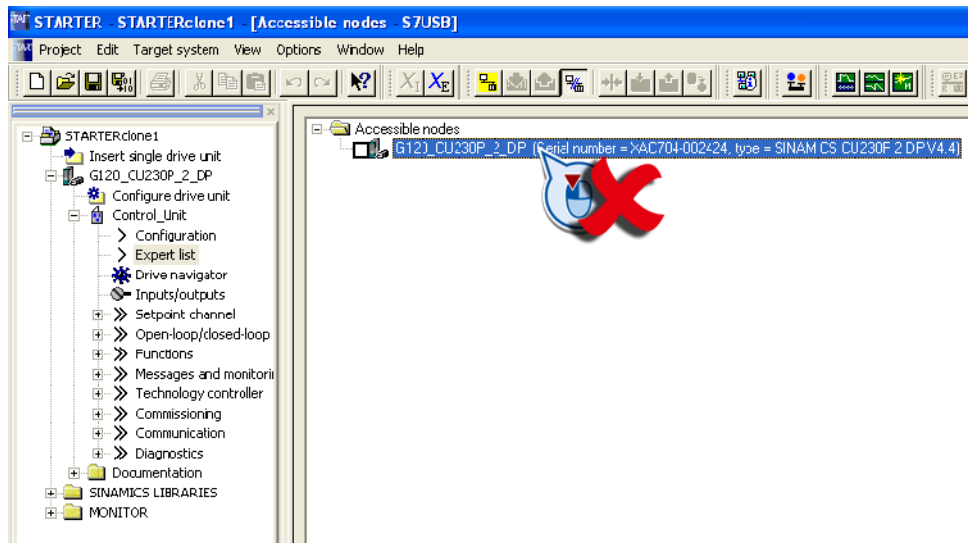 STARTER - STARTERclone1 - [Accessible nodes - S7USB]
Project Edit Target system View Options Window Help
STARTERclone1
Insert single drive unit
G120_CU230P_2_DP
Configure drive unit
Control_Unit
Configuration
Expert list
Drive navigator
Inputs/outputs
Setpoint channel
Open-loop/closed-loop
Functions
Messages and monitori
Technology controller
Commissioning
Communication
Diagnostics
Documentation
SINAMICS LIBRARIES
MONITOR
Accessible nodes
G120_CU230P_2_DP (Serial number = XAC704-002424, type = SINAMICS CU230P 2 DP V4.4)